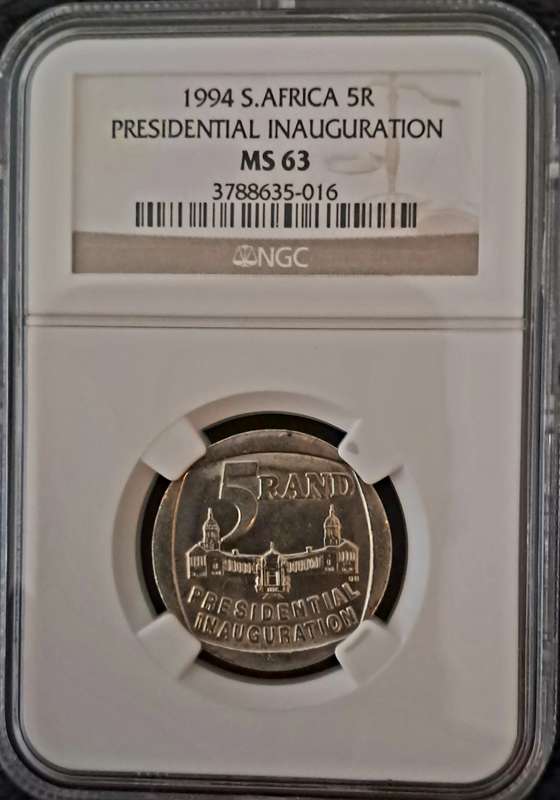 1994 S.AFRICA 5R
PRESIDENTIAL INAUGURATION
MS 63
3788635-016
NGC
5 RAND
PRESIDENTIAL
INAUGURATION